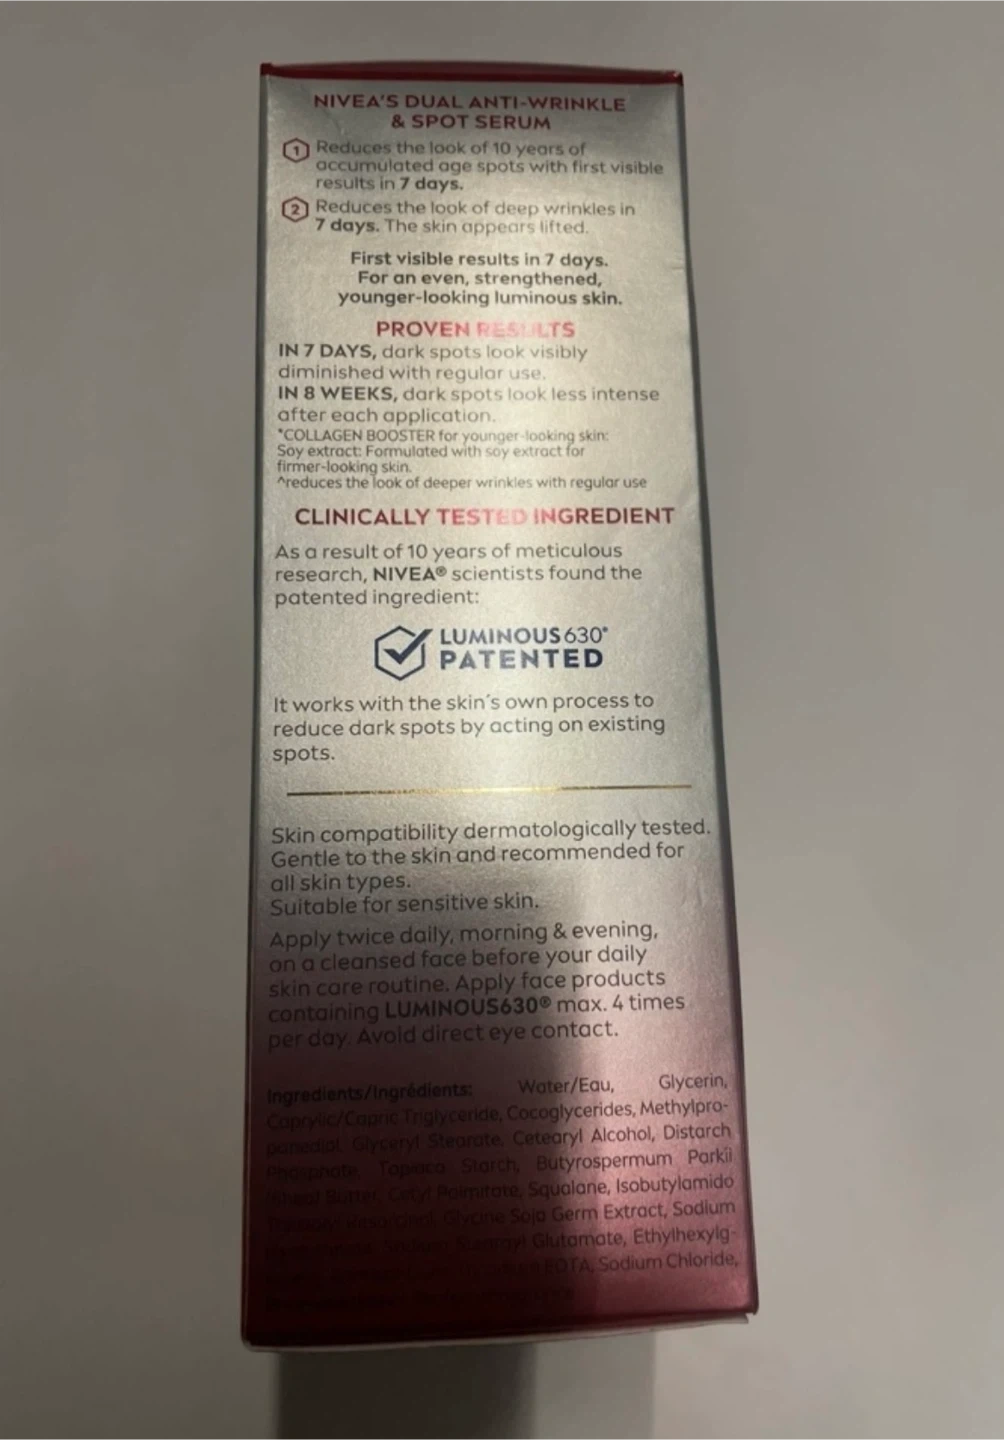 NIVEA'S DUAL ANTI-WRINKLE
& SPOT SERUM
1 Reduces the look of 10 years of
accumulated age spots with first visible
results in 7 days.
2 Reduces the look of deep wrinkles in
7 days. The skin appears lifted.
First visible results in 7 days.
For an even, strengthened,
younger-looking luminous skin.
PROVEN RESULTS
IN 7 DAYS, dark spots look visibly
diminished with regular use.
IN 8 WEEKS, dark spots look less intense
after each application.
*COLLAGEN BOOSTER for younger-looking skin:
Soy extract: Formulated with soy extract for
firmer-looking skin.
^reduces the look of deeper wrinkles with regular use
CLINICALLY TESTED INGREDIENT
As a result of 10 years of meticulous
research, NIVEA® scientists found the
patented ingredient:
LUMINOUS630®
PATENTED
It works with the skin´s own process to
reduce dark spots by acting on existing
spots.
Skin compatibility dermatologically tested.
Gentle to the skin and recommended for
all skin types.
Suitable for sensitive skin.
Apply twice daily, morning & evening,
on a cleansed face before your daily
skin care routine. Apply face products
containing LUMINOUS630® max. 4 times
per day. Avoid direct eye contact.
Ingredients/Ingrédients: Water/Eau, Glycerin,
Caprylic/Capric Triglyceride, Cocoglycerides, Methylpro-
panediol, Glyceryl Stearate, Cetearyl Alcohol, Distarch
Phosphate, Tapioca Starch, Butyrospermum Parkii
Butter, Cetyl Palmitate, Squalane, Isobutylamido
Resorcinol, Glycine Soja Germ Extract, Sodium
Sodium Stearoyl Glutamate, Ethylhexylg-
EDTA, Sodium Chloride,